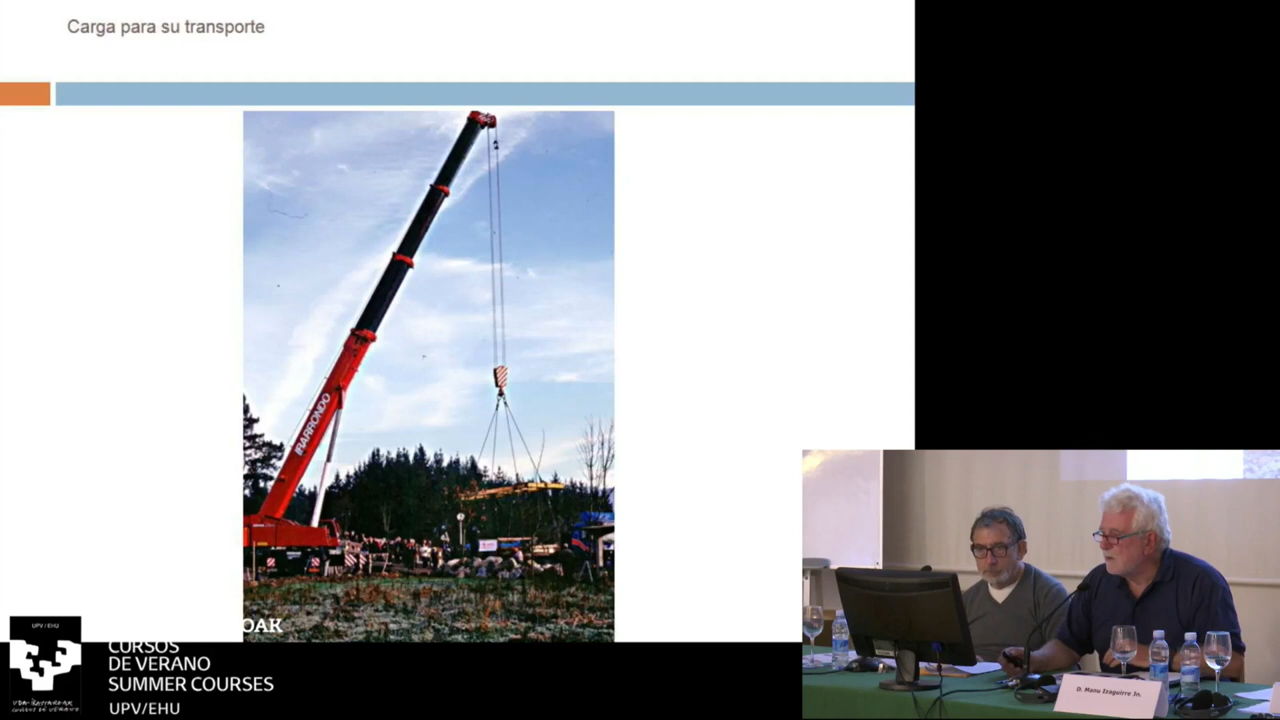 Carga para su transporte
IBARRONDO
OAK
UPV / EHU
CURSOS
DE VERANO
SUMMER COURSES
UPV/EHU
D. Manu Izaguirre Jn.